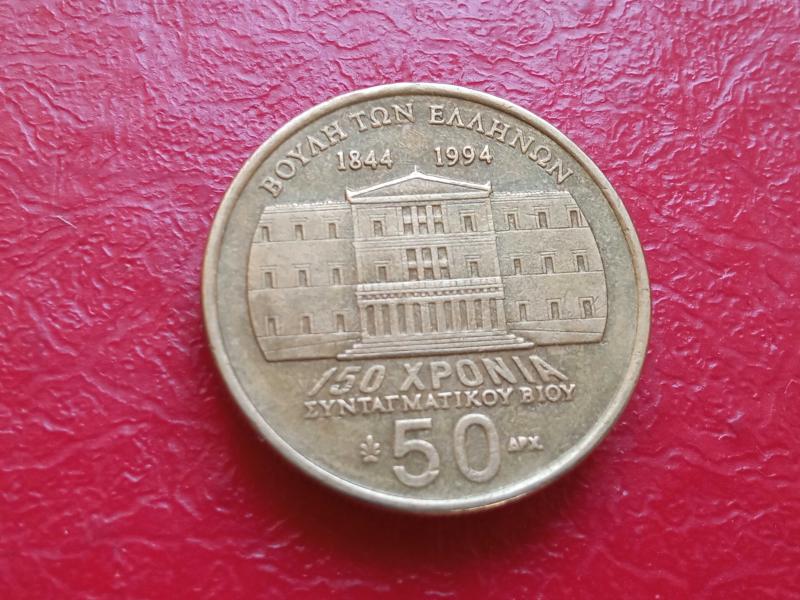 ΒΟΥΛΗ ΤΩΝ ΕΛΛΗΝΩΝ
1844 1994
150 ΧΡΟΝΙΑ
ΣΥΝΤΑΓΜΑΤΙΚΟΥ ΒΙΟΥ
50 ΔΡΧ.